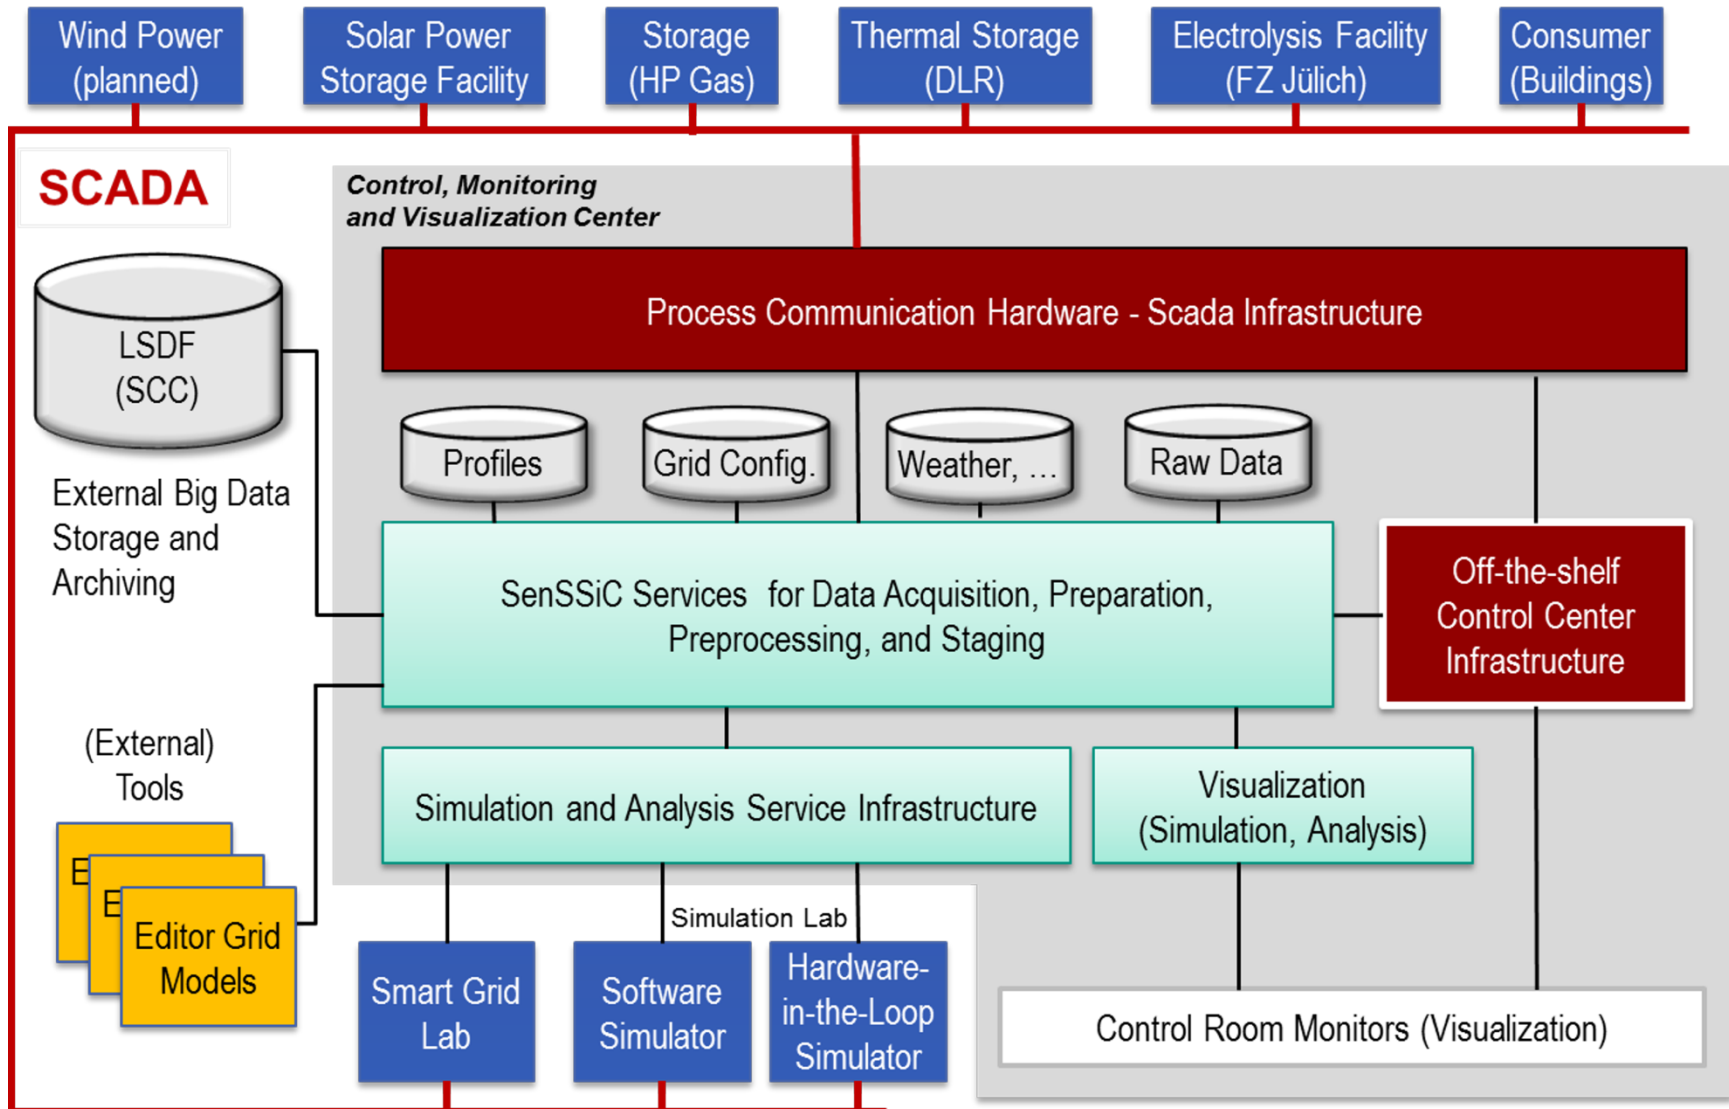 Wind Power
(planned)
Solar Power
Storage Facility
Storage
(HP Gas)
Thermal Storage
(DLR)
Electrolysis Facility
(FZ Jülich)
Consumer
(Buildings)
SCADA
Control, Monitoring
and Visualization Center
Process Communication Hardware - Scada Infrastructure
LSDF
(SCC)
External Big Data
Storage and
Archiving
Profiles
Grid Config.
Weather, ...
Raw Data
SenSSiC Services for Data Acquisition, Preparation,
Preprocessing, and Staging
Off-the-shelf
Control Center
Infrastructure
(External)
Tools
Simulation and Analysis Service Infrastructure
Visualization
(Simulation, Analysis)
E
E
Editor Grid
Models
Simulation Lab
Smart Grid
Lab
Software
Simulator
Hardware-
in-the-Loop
Simulator
Control Room Monitors (Visualization)